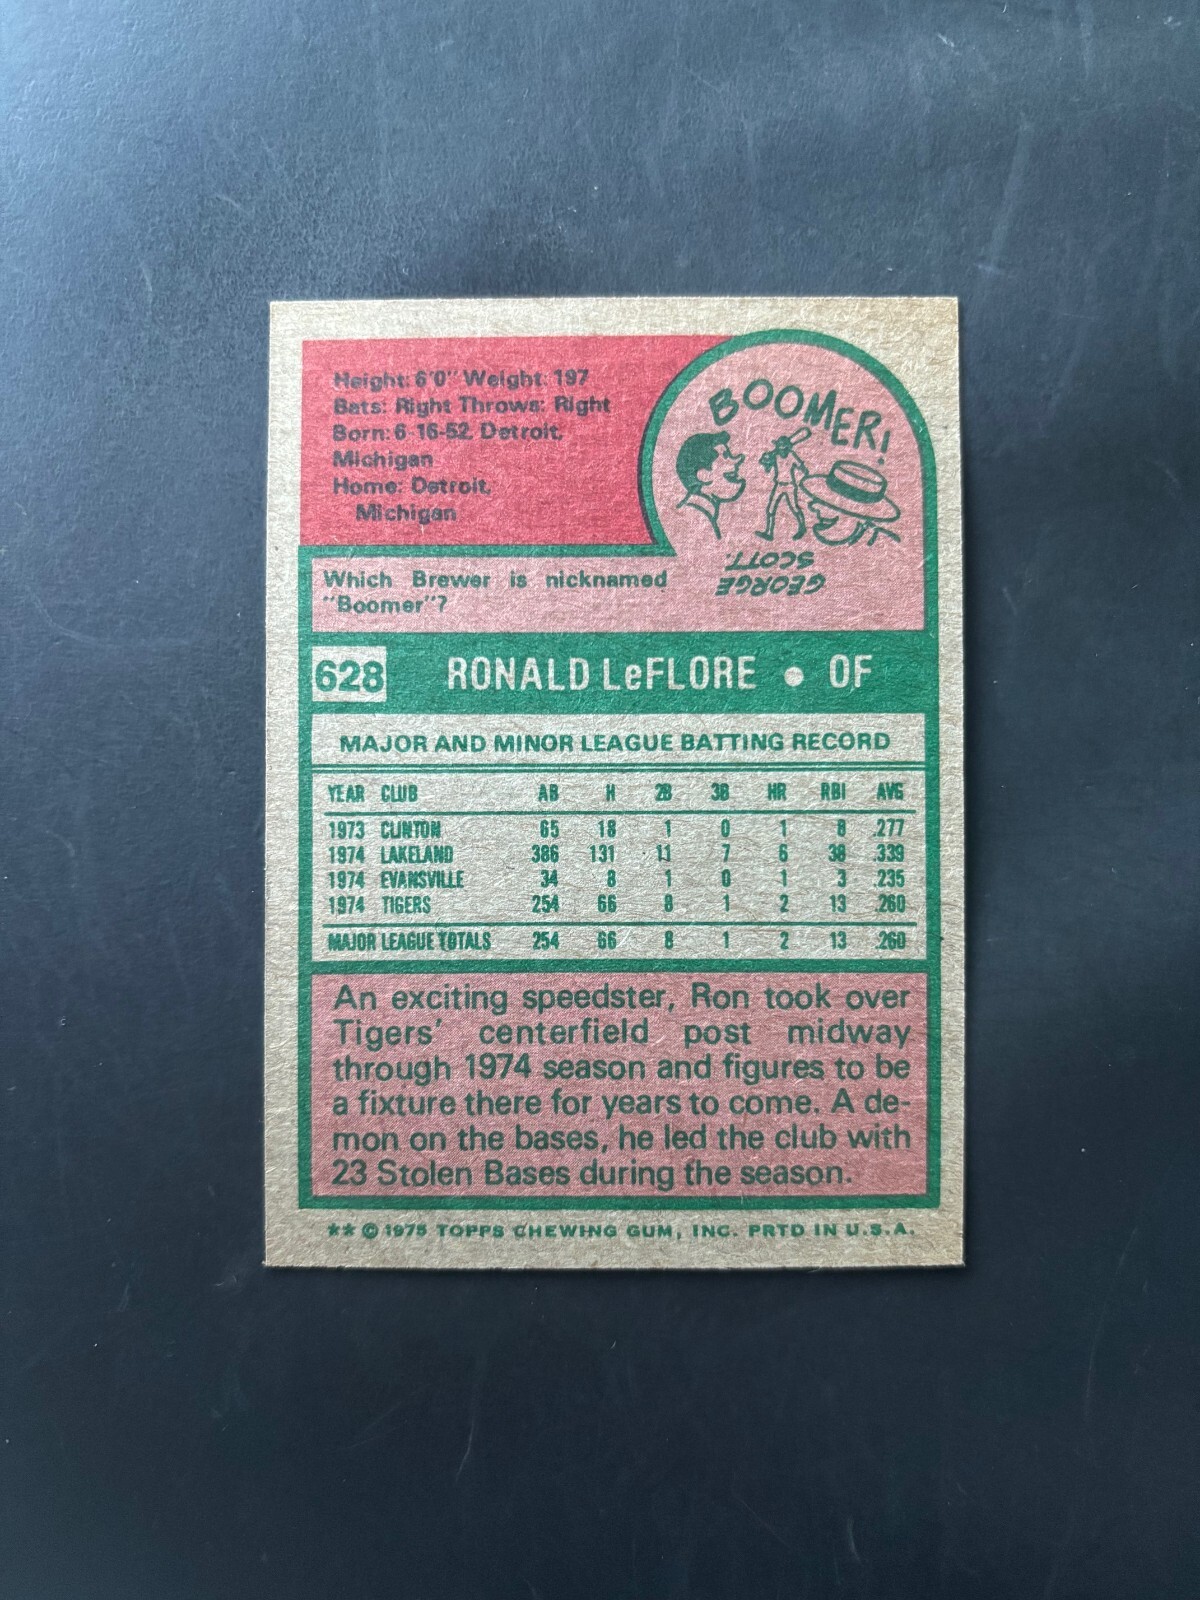 Height: 6'0" Weight: 197
Bats: Right Throws: Right
Born: 6-16-52, Detroit,
Michigan
Home: Detroit,
Michigan
BOOMER!
GEORGE
SCOTT.
Which Brewer is nicknamed
"Boomer"?
628 RONALD LeFLORE • OF
MAJOR AND MINOR LEAGUE BATTING RECORD
YEAR CLUB AB H 2B 3B HR RBI AVG
1973 CLINTON 65 18 1 0 1 8 .277
1974 LAKELAND 386 131 11 7 6 38 .339
1974 EVANSVILLE 34 8 1 0 1 3 .235
1974 TIGERS 254 66 8 1 2 13 .260
MAJOR LEAGUE TOTALS 254 66 8 1 2 13 .260
An exciting speedster, Ron took over
Tigers' centerfield post midway
through 1974 season and figures to be
a fixture there for years to come. A de-
mon on the bases, he led the club with
23 Stolen Bases during the season.
** © 1975 TOPPS CHEWING GUM, INC. PRTD IN U.S.A.